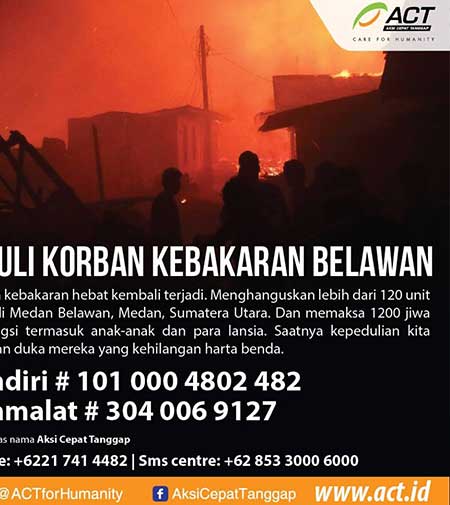 ACT
AKSI CEPAT TANGGAP
CARE FOR HUMANITY
ULI KORBAN KEBAKARAN BELAWAN
kebakaran hebat kembali terjadi. Menghanguskan lebih dari 120 unit
di Medan Belawan, Medan, Sumatera Utara. Dan memaksa 1200 jiwa
ngsi termasuk anak-anak dan para lansia. Saatnya kepedulian kita
an duka mereka yang kehilangan harta benda.
ndiri # 101 000 4802 482
amalat # 304 006 9127
as nama Aksi Cepat Tanggap
e: +6221 741 4482 | Sms centre: +62 853 3000 6000
@ACTforHumanity AksiCepatTanggap www.act.id